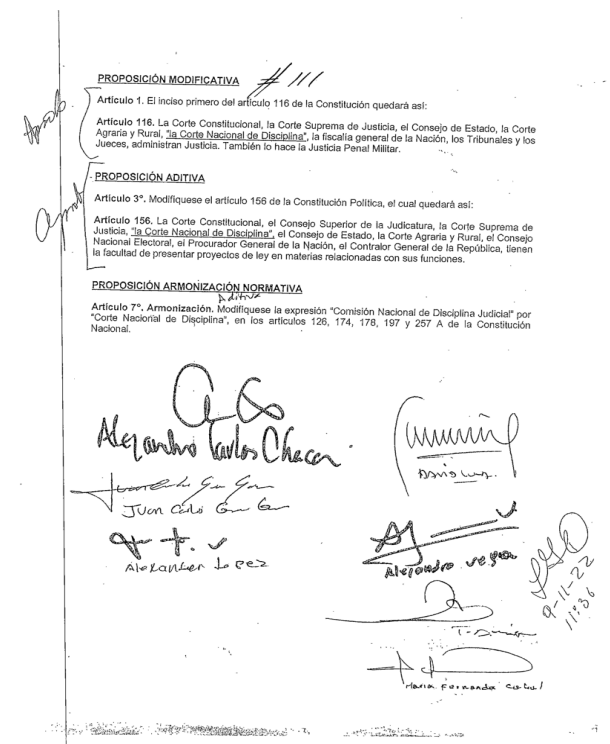 PROPOSICIÓN MODIFICATIVA # 111
Artículo 1. El inciso primero del artículo 116 de la Constitución quedará así:
Artículo 116. La Corte Constitucional, la Corte Suprema de Justicia, el Consejo de Estado, la Corte
Agraria y Rural, "la Corte Nacional de Disciplina", la fiscalía general de la Nación, los Tribunales y los
Jueces, administran Justicia. También lo hace la Justicia Penal Militar.
PROPOSICIÓN ADITIVA
Artículo 3°. Modifíquese el artículo 156 de la Constitución Política, el cual quedará así:
Artículo 156. La Corte Constitucional, el Consejo Superior de la Judicatura, la Corte Suprema de
Justicia, "la Corte Nacional de Disciplina", el Consejo de Estado, la Corte Agraria y Rural, el Consejo
Nacional Electoral, el Procurador General de la Nación, el Contralor General de la República, tienen
la facultad de presentar proyectos de ley en materias relacionadas con sus funciones.
PROPOSICIÓN ARMONIZACIÓN NORMATIVA
Aditiva
Artículo 7°. Armonización. Modifíquese la expresión "Comisión Nacional de Disciplina Judicial" por
"Corte Nacional de Disciplina", en los artículos 126, 174, 178, 197 y 257 A de la Constitución
Nacional.
Alejandro Carlos Chacon
Juan Carlos
Alexander Lopez
Alejandro Vega
9-11-22
11:36
Maria Fernanda